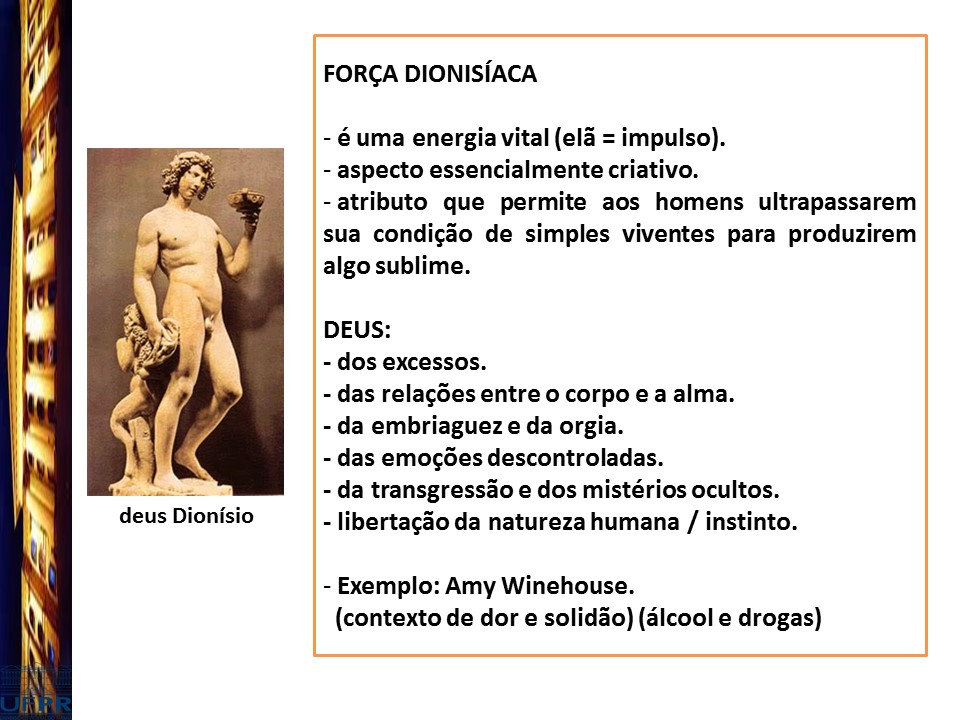 FORÇA DIONISÍACA
- é uma energia vital (elã = impulso).
- aspecto essencialmente criativo.
- atributo que permite aos homens ultrapassarem
sua condição de simples viventes para produzirem
algo sublime.
DEUS:
- dos excessos.
- das relações entre o corpo e a alma.
- da embriaguez e da orgia.
- das emoções descontroladas.
- da transgressão e dos mistérios ocultos.
- libertação da natureza humana / instinto.
- Exemplo: Amy Winehouse.
(contexto de dor e solidão) (álcool e drogas)
deus Dionísio
UFPR